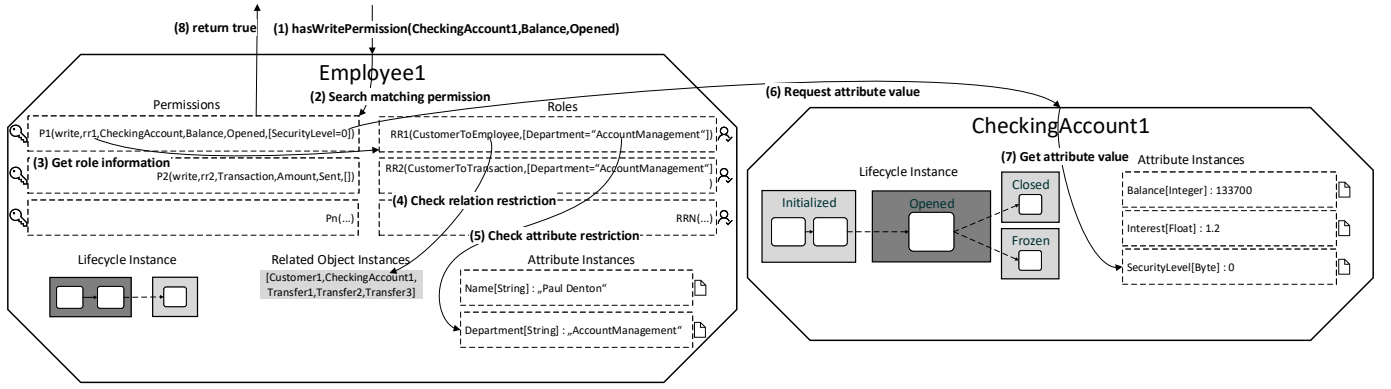 (8) return true
(1) hasWritePermission(CheckingAccount1,Balance,Opened)
Employee1
(2) Search matching permission
Permissions
Roles
P1(write,rr1,CheckingAccount,Balance,Opened,[SecurityLevel=0])
RR1(CustomerToEmployee,[Department=“AccountManagement“])
(3) Get role information
P2(write,rr2,Transaction,Amount,Sent,[])
RR2(CustomerToTransaction,[Department=“AccountManagement“]
)
(4) Check relation restriction
Pn(...)
RRN(...)
(5) Check attribute restriction
Lifecycle Instance
Related Object Instances
[Customer1,CheckingAccount1,
Transfer1,Transfer2,Transfer3]
Attribute Instances
Name[String] : „Paul Denton“
Department[String] : „AccountManagement“
(6) Request attribute value
CheckingAccount1
(7) Get attribute value
Lifecycle Instance
Initialized
Opened
Closed
Frozen
Attribute Instances
Balance[Integer] : 133700
Interest[Float] : 1.2
SecurityLevel[Byte] : 0